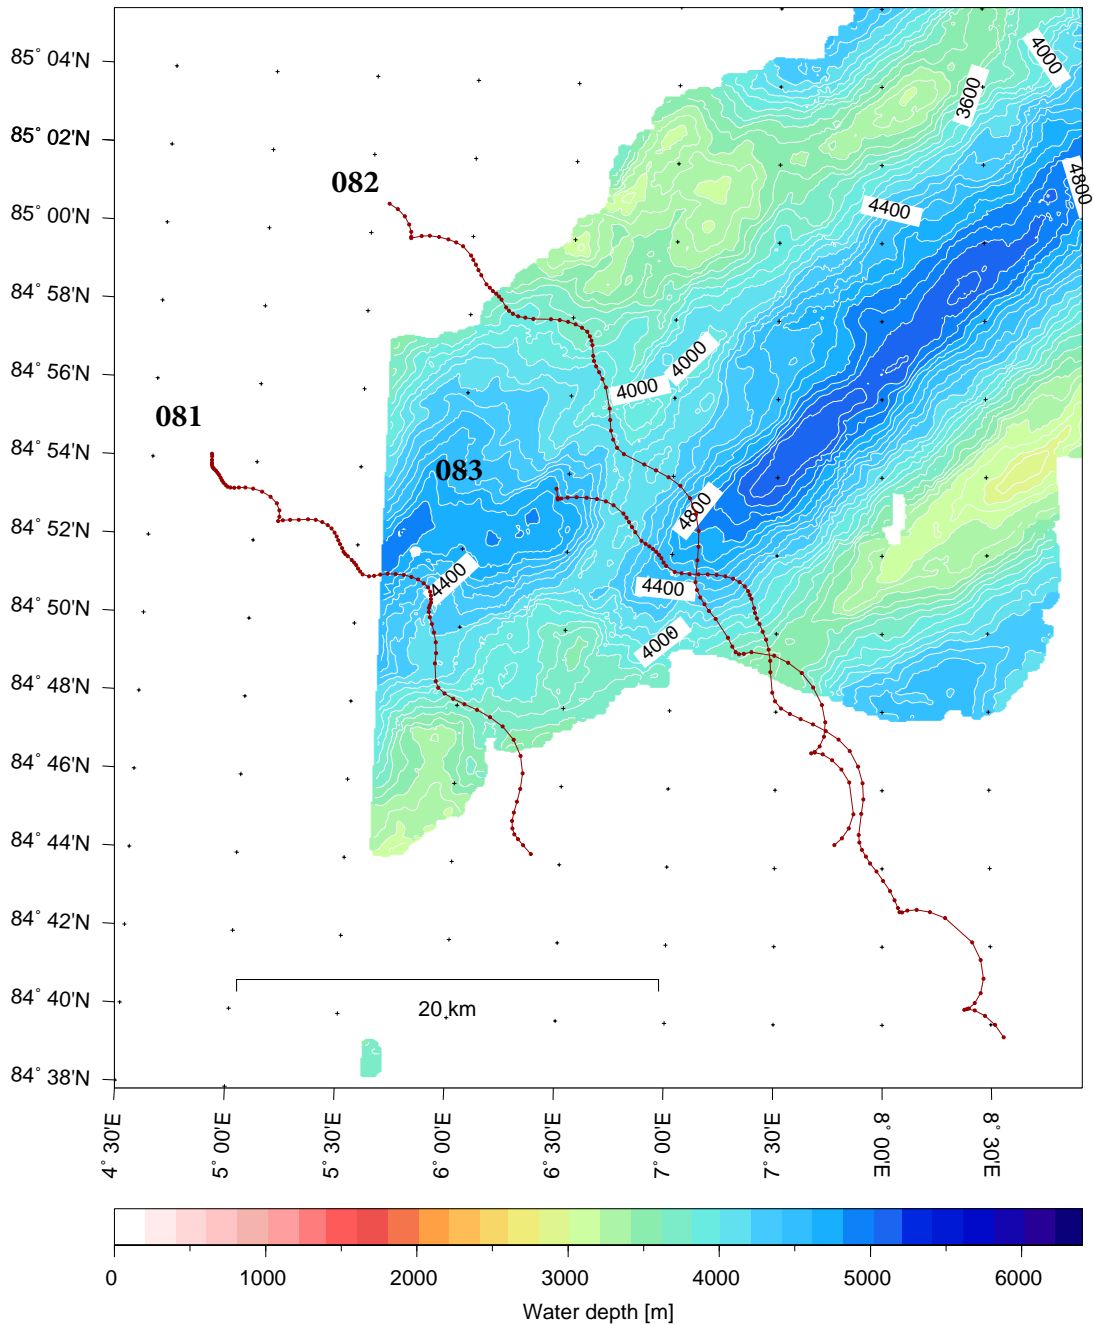 85° 04'N
85° 02'N
85° 00'N
84° 58'N
84° 56'N
84° 54'N
84° 52'N
84° 50'N
84° 48'N
84° 46'N
84° 44'N
84° 42'N
84° 40'N
84° 38'N
082
081
083
4000
3600
4800
4400
4000
4000
4800
4400
4400
4000
20 km
4° 30'E
5° 00'E
5° 30'E
6° 00'E
6° 30'E
7° 00'E
7° 30'E
8° 00'E
8° 30'E
0 1000 2000 3000 4000 5000 6000
Water depth [m]